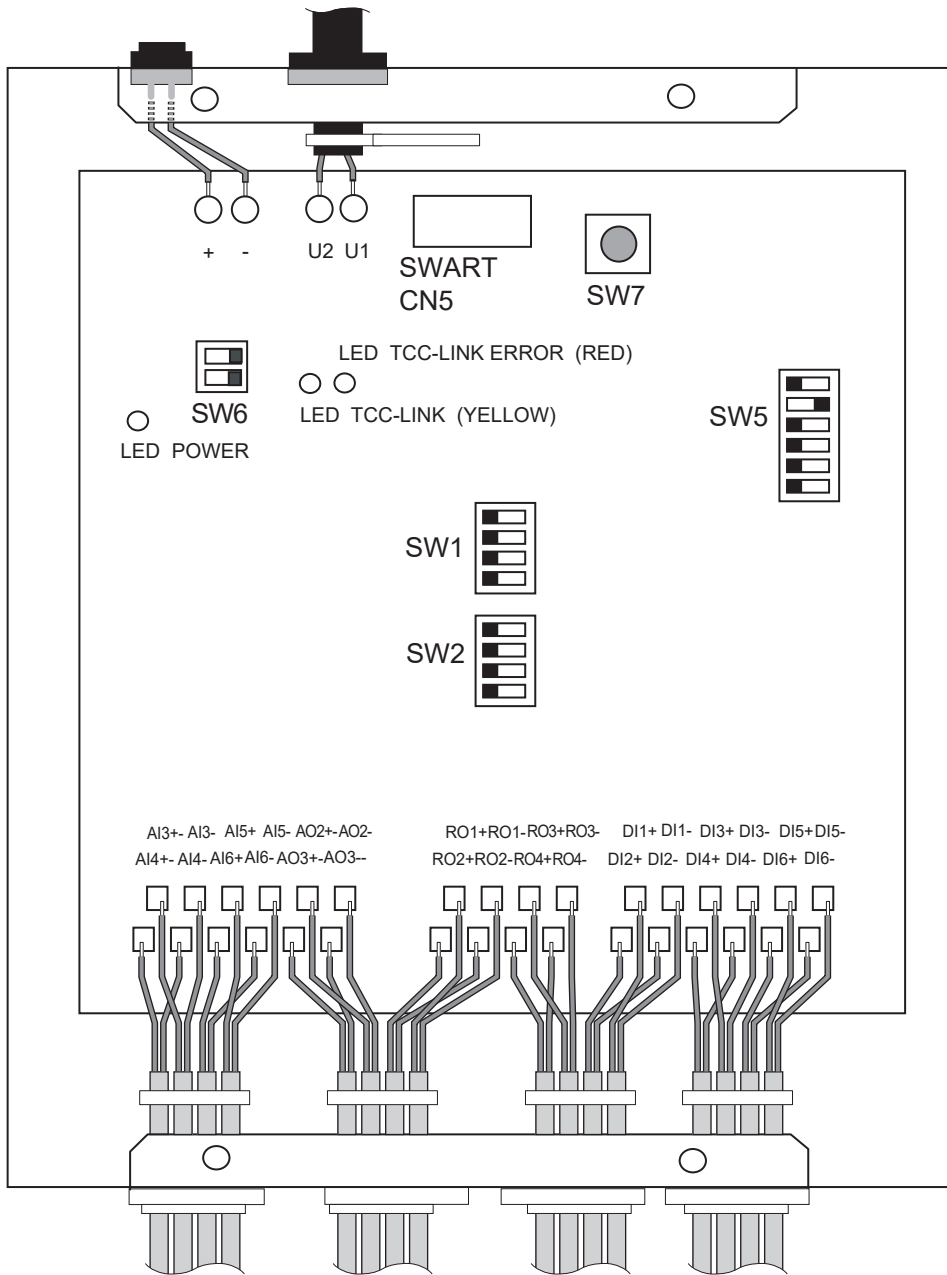 + - U2 U1
SWART
CN5
SW7
LED TCC-LINK ERROR (RED)
SW6
LED TCC-LINK (YELLOW)
SW5
LED POWER
SW1
SW2
AI3+- AI3- AI5+ AI5- AO2+-AO2- RO1+RO1-RO3+RO3- DI1+ DI1- DI3+ DI3- DI5+DI5-
AI4+- AI4- AI6+AI6- AO3+-AO3-- RO2+RO2-RO4+RO4- DI2+ DI2- DI4+ DI4- DI6+ DI6-